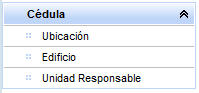 Cédula
Ubicación
Edificio
Unidad Responsable